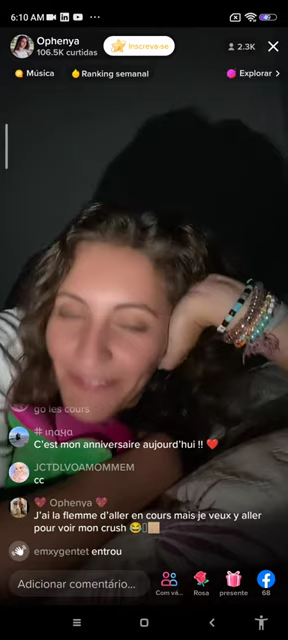 6:10 AM
Ophenya
106.5K curtidas
Inscreva-se
2.3K
Música
Ranking semanal
Explorar >
go les cours
C'est mon anniversaire aujourd'hui !! ❤️
JCTDLVOAMOMMEM
cc
💗 Ophenya 💗
J'ai la flemme d'aller en cours mais je veux y aller
pour voir mon crush 😂
emxygentet entrou
Adicionar comentário...
Com vá...
Rosa
presente
68